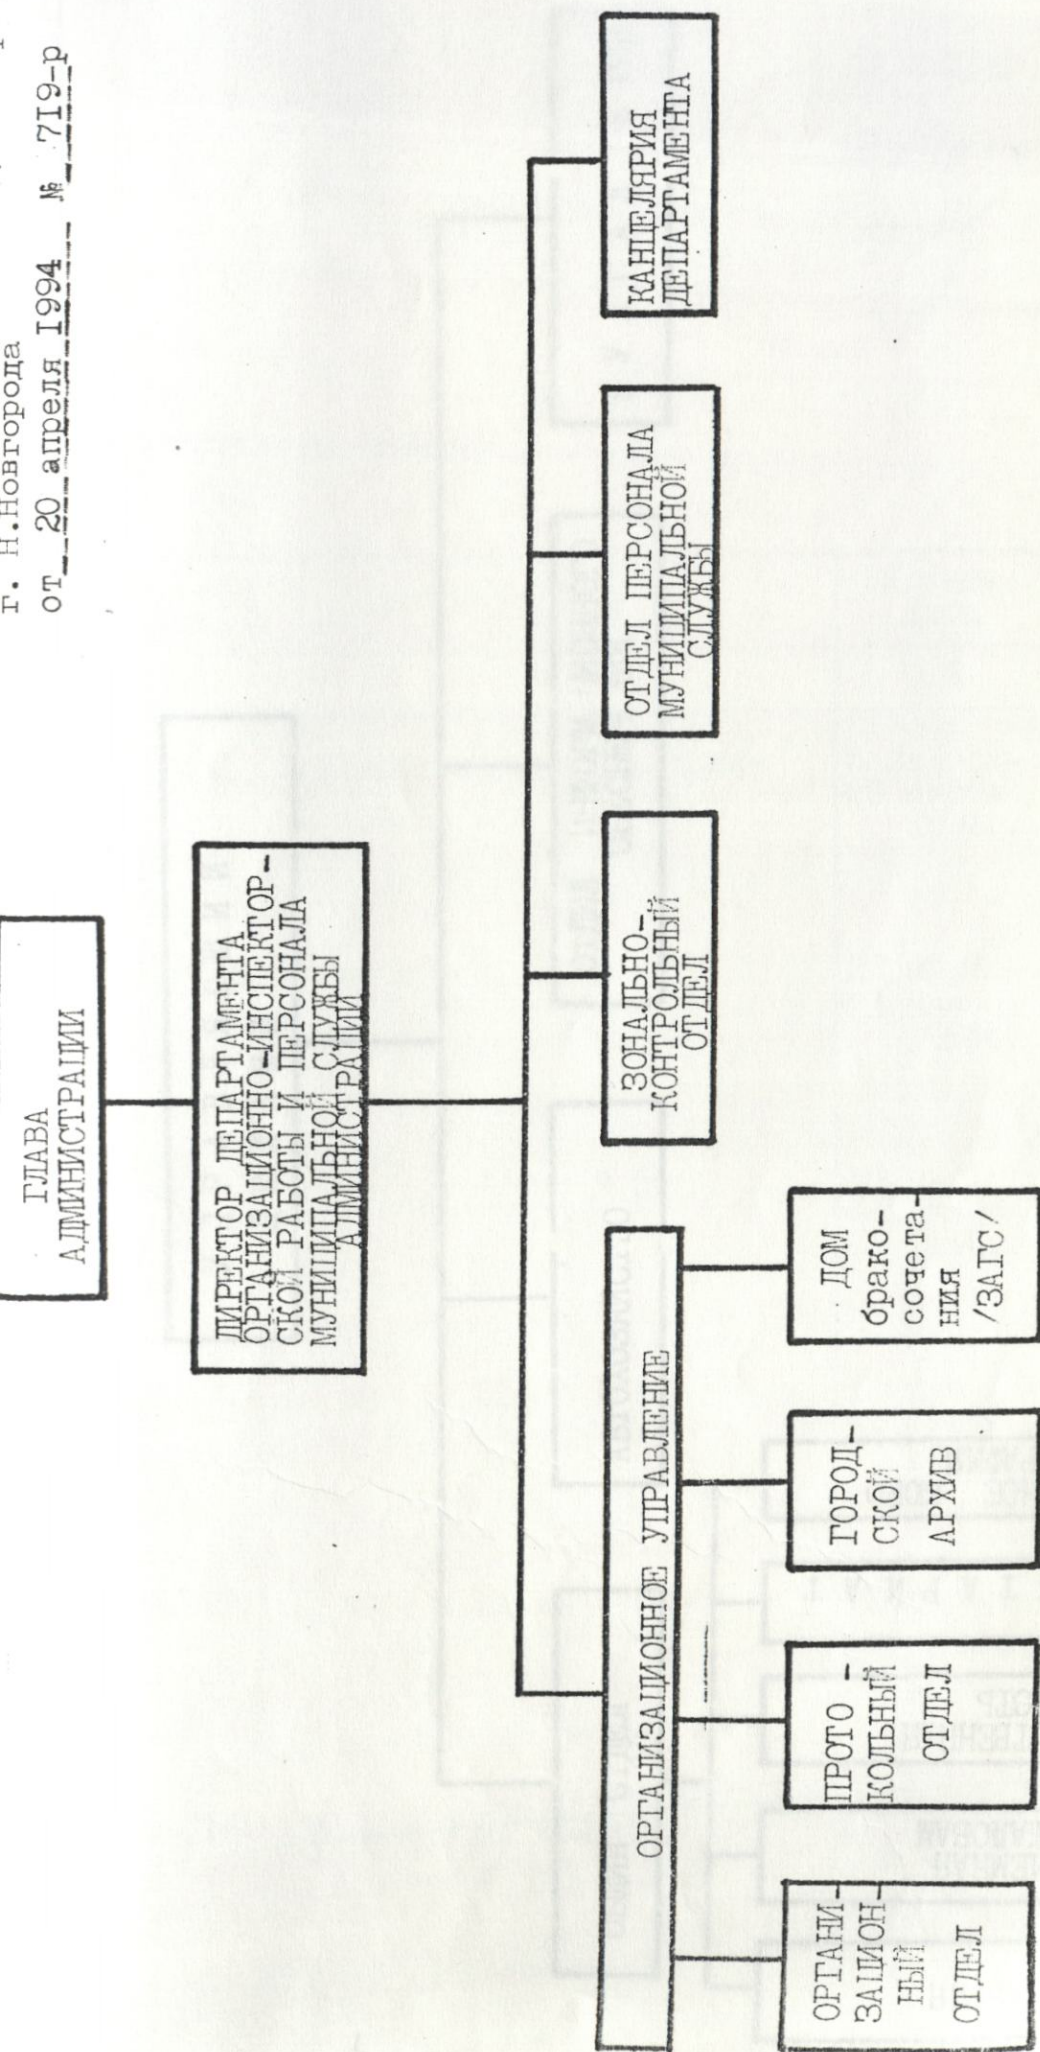 г. Н.Новгорода
от 20 апреля 1994 № 719-р
ГЛАВА
АДМИНИСТРАЦИИ
ДИРЕКТОР ДЕПАРТАМЕНТА
ОРГАНИЗАЦИОННО-ИНСПЕКТОР-
СКОЙ РАБОТЫ И ПЕРСОНАЛА
МУНИЦИПАЛЬНОЙ СЛУЖБЫ
АДМИНИСТРАЦИИ
ОРГАНИЗАЦИОННОЕ УПРАВЛЕНИЕ
ЗОНАЛЬНО-
КОНТРОЛЬНЫЙ
ОТДЕЛ
ОТДЕЛ ПЕРСОНАЛА
МУНИЦИПАЛЬНОЙ
СЛУЖБЫ
КАНЦЕЛЯРИЯ
ДЕПАРТАМЕНТА
ОРГАНИ-
ЗАЦИОН-
НЫЙ
ОТДЕЛ
ПРОТО-
КОЛЬНЫЙ
ОТДЕЛ
ГОРОД-
СКОЙ
АРХИВ
ДОМ
брако-
сочета-
ния
/ЗАГС/